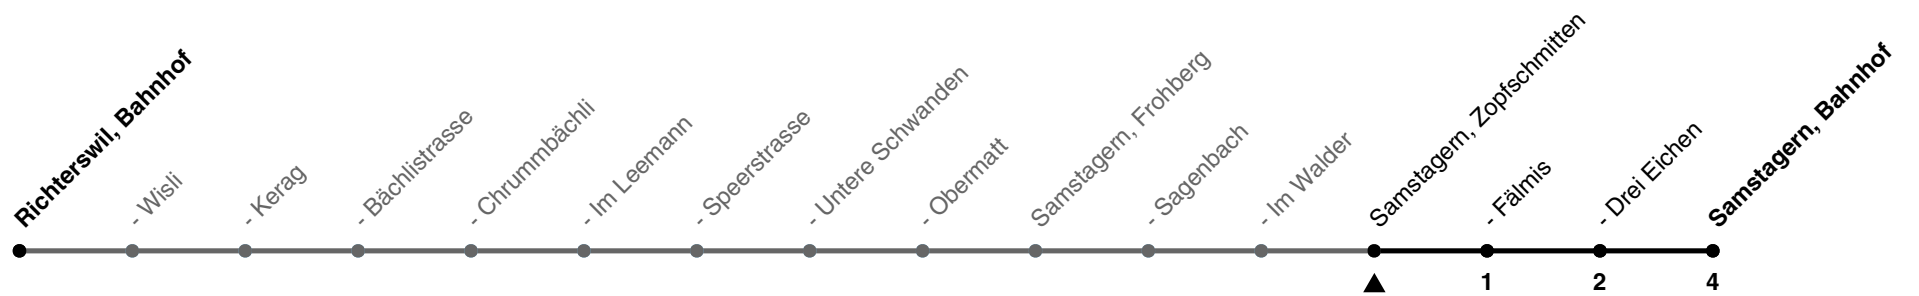 Richterswil, Bahnhof
- Wisli
- Kerag
- Bächlistrasse
- Chrummbächli
- Im Leemann
- Speerstrasse
- Untere Schwanden
- Obermatt
Samstagern, Frohberg
- Sagenbach
- Im Walder
Samstagern, Zopfschmitten
- Fälmis
- Drei Eichen
Samstagern, Bahnhof
1
2
4